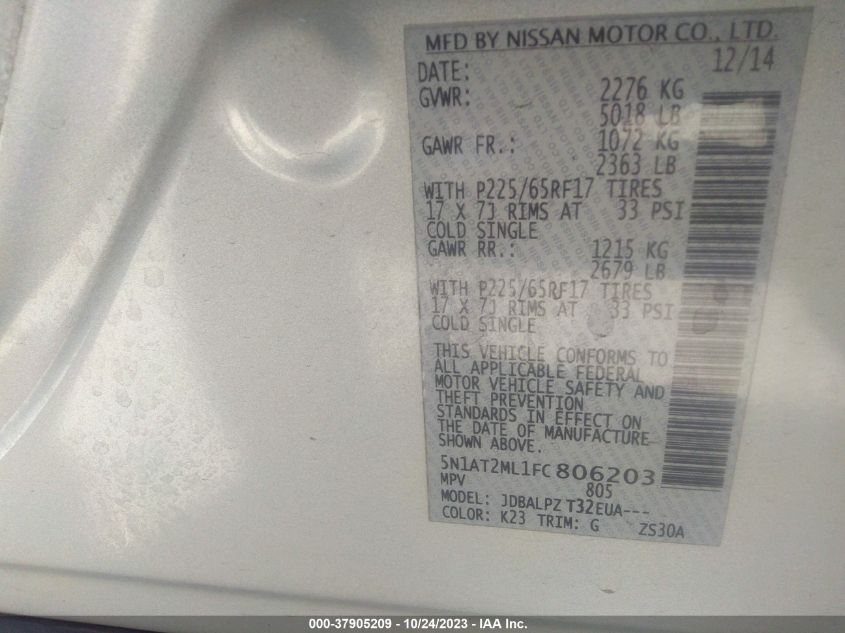 MFD BY NISSAN MOTOR CO., LTD.
DATE: 12/14
GVWR: 2276 KG
5018 LB
GAWR FR.: 1072 KG
2363 LB
WITH P225/65RF17 TIRES
17 X 7J RIMS AT 33 PSI
COLD SINGLE
GAWR RR.: 1215 KG
2679 LB
WITH P225/65RF17 TIRES
17 X 7J RIMS AT 33 PSI
COLD SINGLE
THIS VEHICLE CONFORMS TO
ALL APPLICABLE FEDERAL
MOTOR VEHICLE SAFETY AND
THEFT PREVENTION
STANDARDS IN EFFECT ON
THE DATE OF MANUFACTURE
SHOWN ABOVE.
5N1AT2ML1FC806203
MPV 805
MODEL: JDBALPZ T32EUA---
COLOR: K23 TRIM: G ZS30A
000-37905209 - 10/24/2023 - IAA Inc.